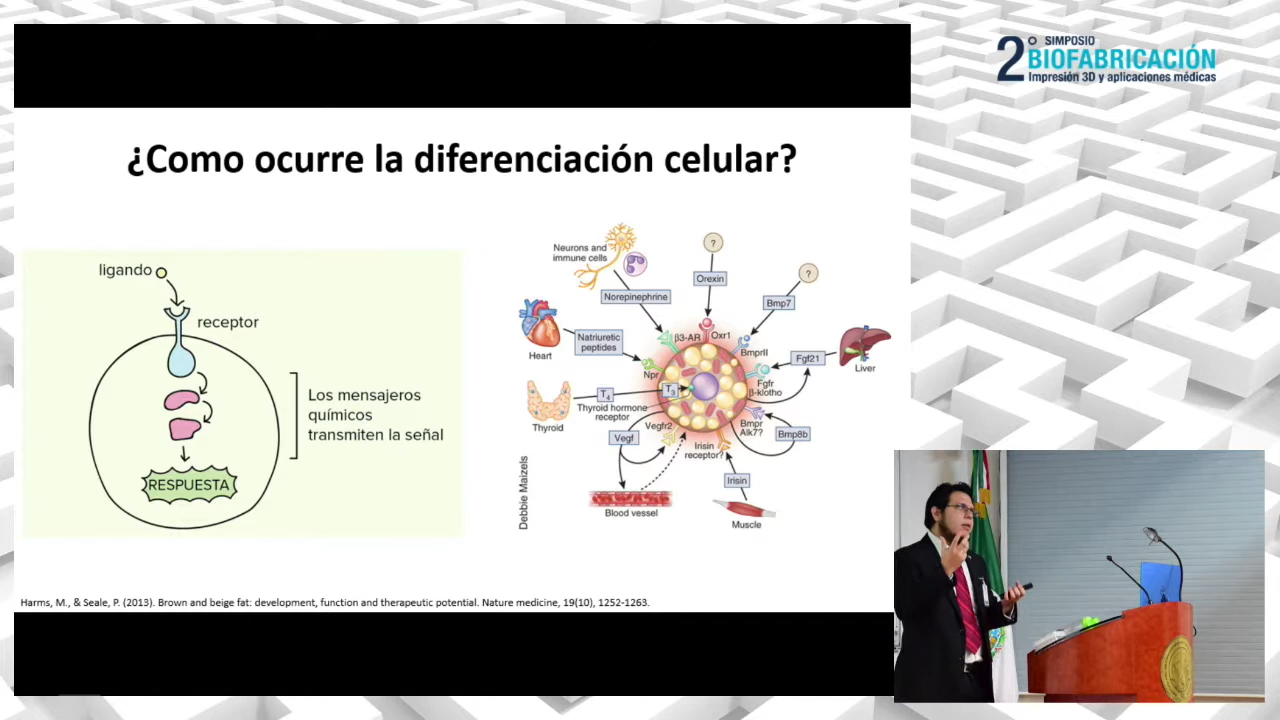 2° SIMPOSIO
BIOFABRICACIÓN
Impresión 3D y aplicaciones médicas
¿Como ocurre la diferenciación celular?
ligando
receptor
Los mensajeros
químicos
transmiten la señal
RESPUESTA
Neurons and
immune cells
?
Orexin
?
Norepinephrine
Bmp7
Heart
Natriuretic
peptides
β3-AR
Oxr1
BmprII
Npr
Fgf21
Liver
Fgfr
β-klotho
T4
T3
Thyroid hormone
receptor
Thyroid
Vegfr2
Vegf
Bmpr
Alk7?
Bmp8b
Irisin
receptor?
Irisin
Blood vessel
Muscle
Debbie Maizels
Harms, M., & Seale, P. (2013). Brown and beige fat: development, function and therapeutic potential. Nature medicine, 19(10), 1252-1263.